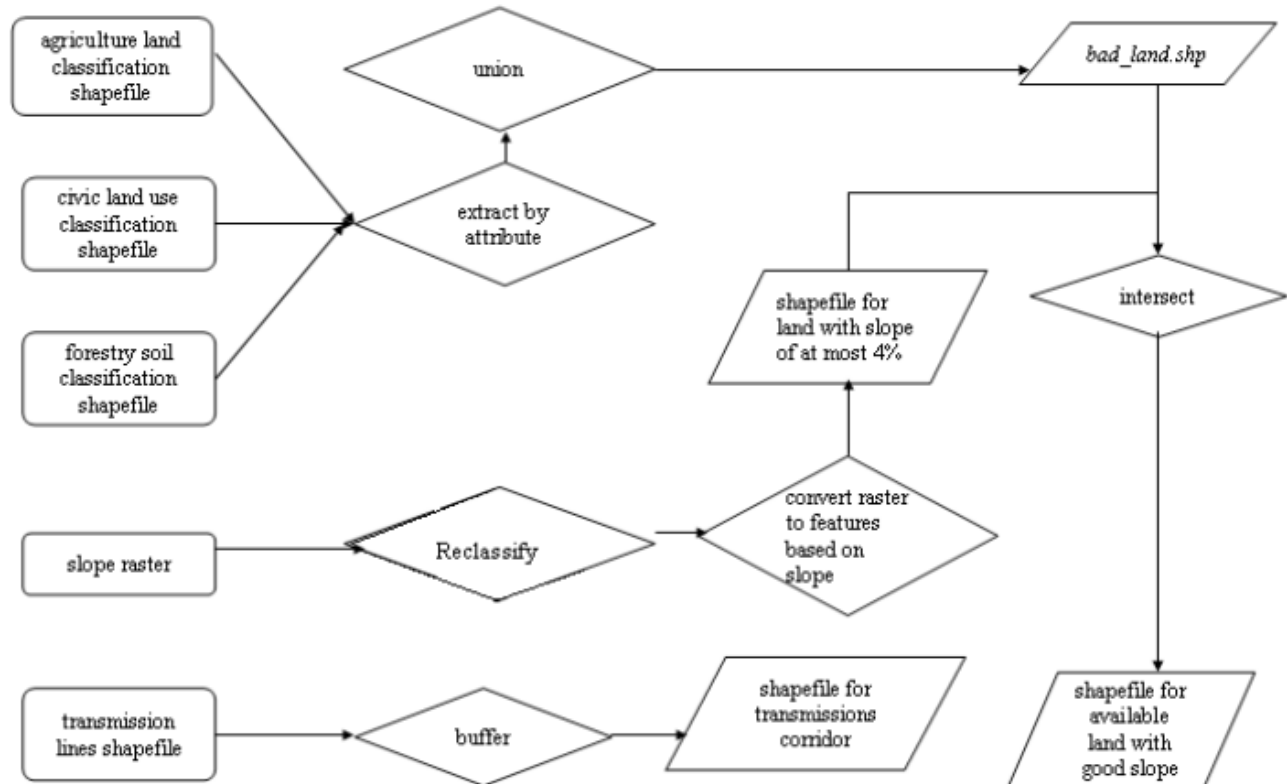 agriculture land
classification
shapefile
union
bad_land.shp
civic land use
classification
shapefile
extract by
attribute
intersect
shapefile for
land with slope
of at most 4%
forestry soil
classification
shapefile
slope raster
Reclassify
convert raster
to features
based on
slope
transmission
lines shapefile
buffer
shapefile for
transmissions
corridor
shapefile for
available
land with
good slope